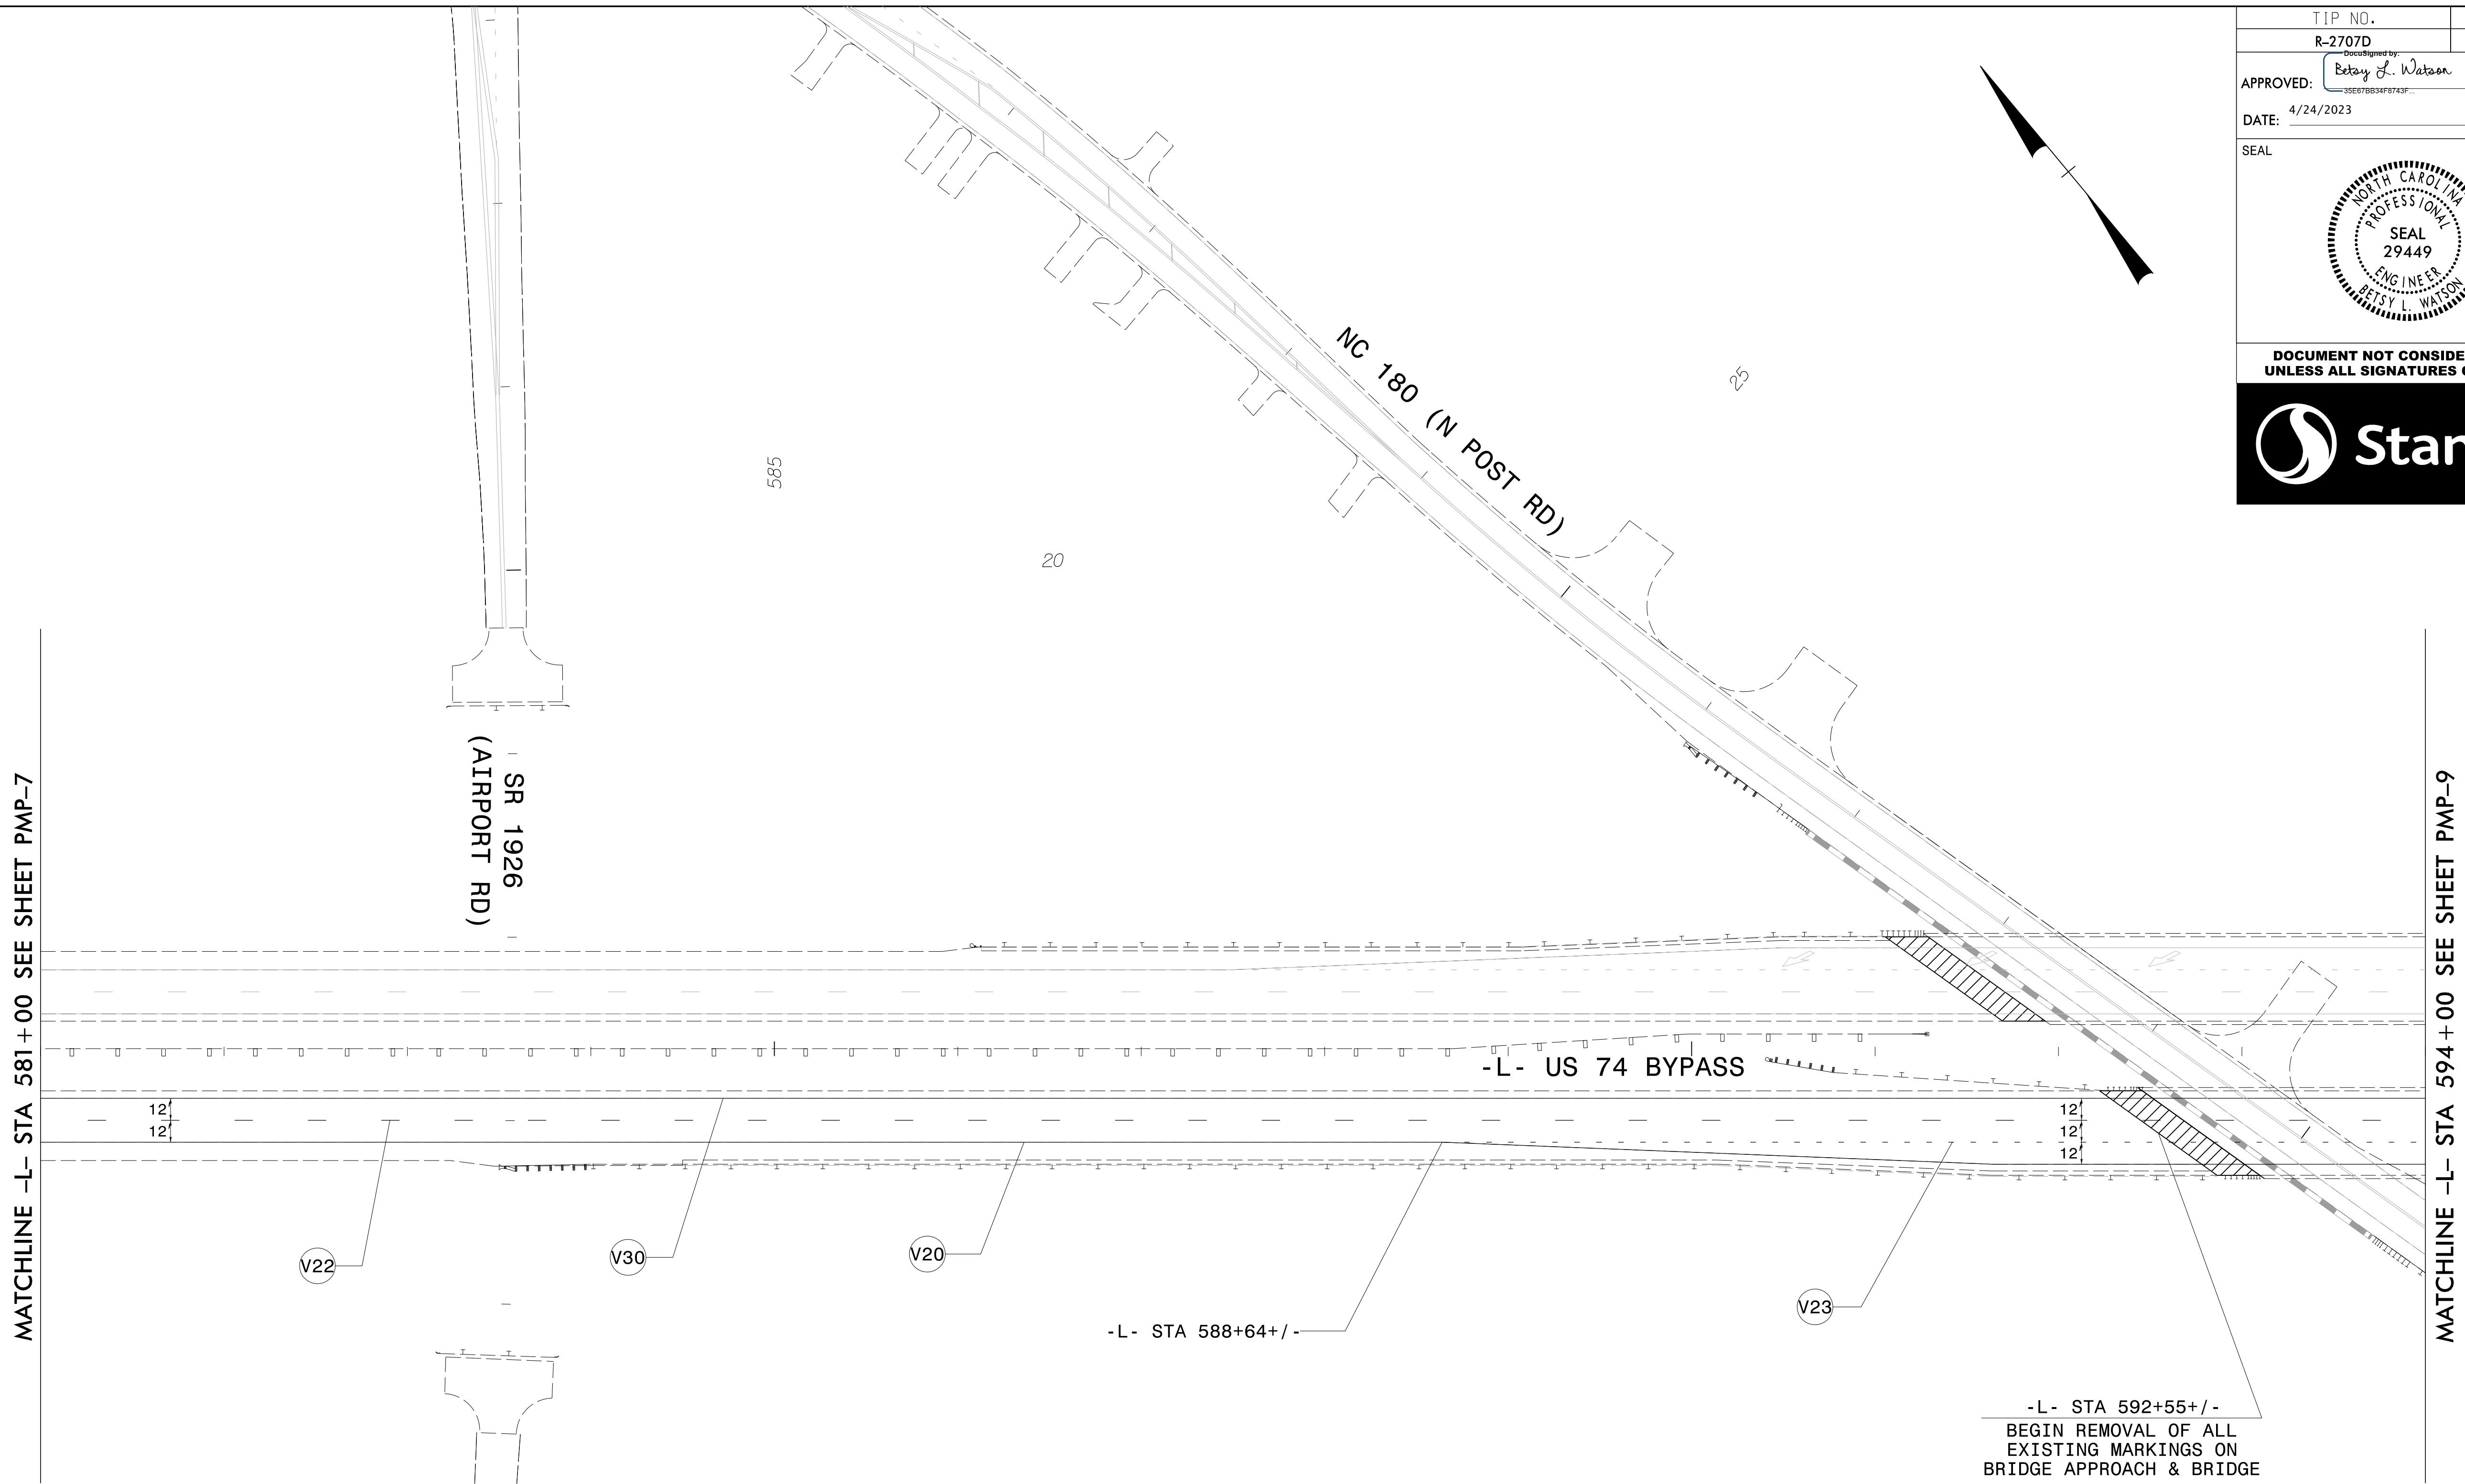 TIP NO.
R-2707D
DocuSigned by:
Betsy L. Watson
APPROVED:
35E67BB34F8743F...
DATE: 4/24/2023
SEAL
NORTH CAROLINA
PROFESSIONAL
SEAL
29449
ENGINEER
BETSY L. WATSON
DOCUMENT NOT
UNLESS ALL SIGNATURES
NC 180 (N POST RD)
25
585
20
SR 1926
(AIRPORT RD)
MATCHLINE -L- STA 581+00 SEE SHEET PMP-7
MATCHLINE -L- STA 594+00 SEE SHEET PMP-9
-L- US 74 BYPASS
12'
12'
12'
12'
12'
V22
V30
V20
V23
-L- STA 588+64+/-
-L- STA 592+55+/-
BEGIN REMOVAL OF ALL
EXISTING MARKINGS ON
BRIDGE APPROACH & BRIDGE